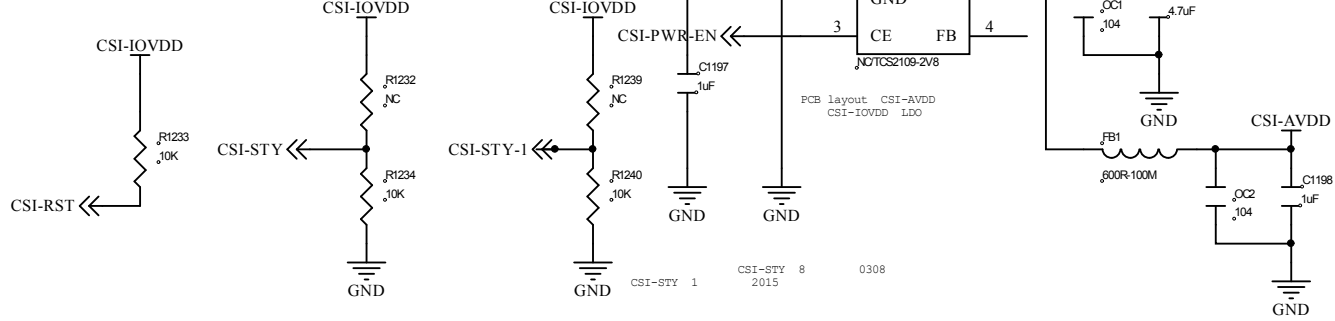 CSI-IOVDD
R1233
10K
CSI-RST
CSI-IOVDD
R1232
NC
CSI-STY
R1234
10K
GND
CSI-IOVDD
R1239
NC
CSI-STY-1
R1240
10K
GND
CSI-PWR-EN
C1197
1uF
GND
GND
GND
3 CE FB 4
NC/TCS2109-2V8
PCB layout CSI-AVDD
CSI-IOVDD LDO
OC1
104
4.7uF
GND
FB1
600R-100M
CSI-AVDD
OC2
104
C1198
1uF
GND
CSI-STY 8 0308
CSI-STY 1 2015